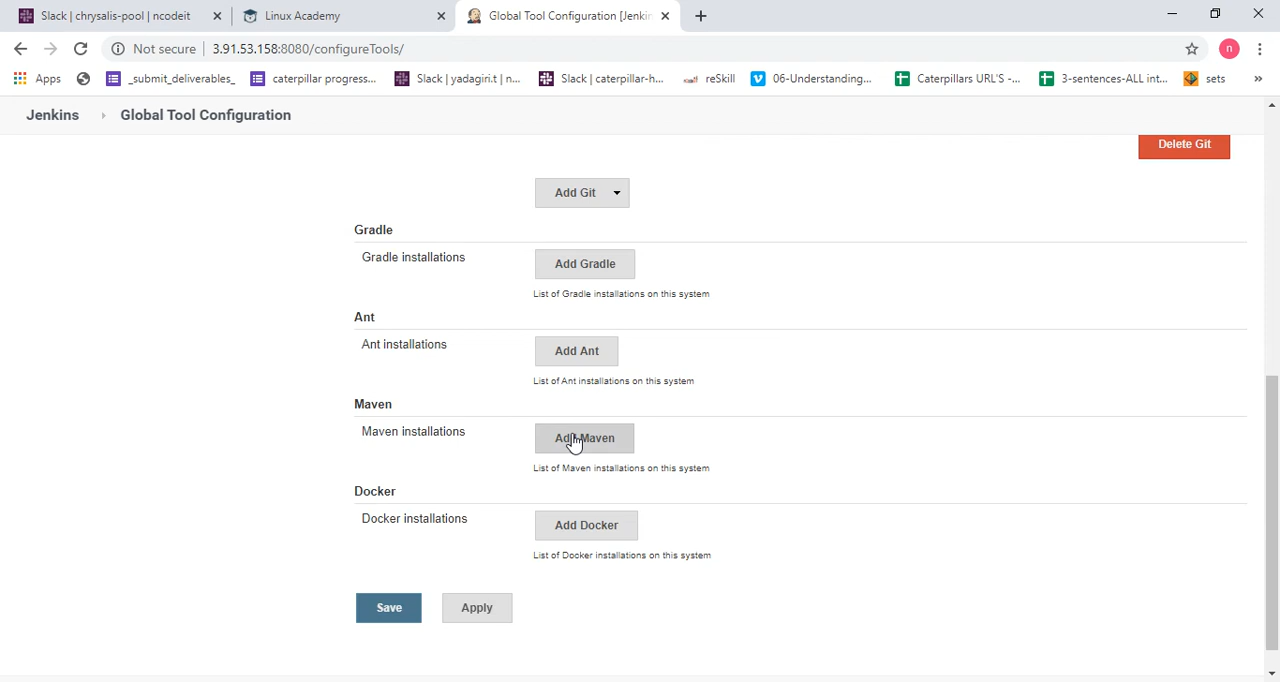 Slack | chrysalis-pool | ncodeit
Linux Academy
Global Tool Configuration [Jenkin
Not secure | 3.91.53.158:8080/configureTools/
n
Apps
_submit_deliverables_
caterpillar progress...
Slack | yadagiri.t | n...
Slack | caterpillar-h...
reSkill
06-Understanding...
Caterpillars URL'S -...
3-sentences-ALL int...
sets
»
Jenkins
Global Tool Configuration
Delete Git
Add Git
Gradle
Gradle installations
Add Gradle
List of Gradle installations on this system
Ant
Ant installations
Add Ant
List of Ant installations on this system
Maven
Maven installations
Add Maven
List of Maven installations on this system
Docker
Docker installations
Add Docker
List of Docker installations on this system
Save
Apply